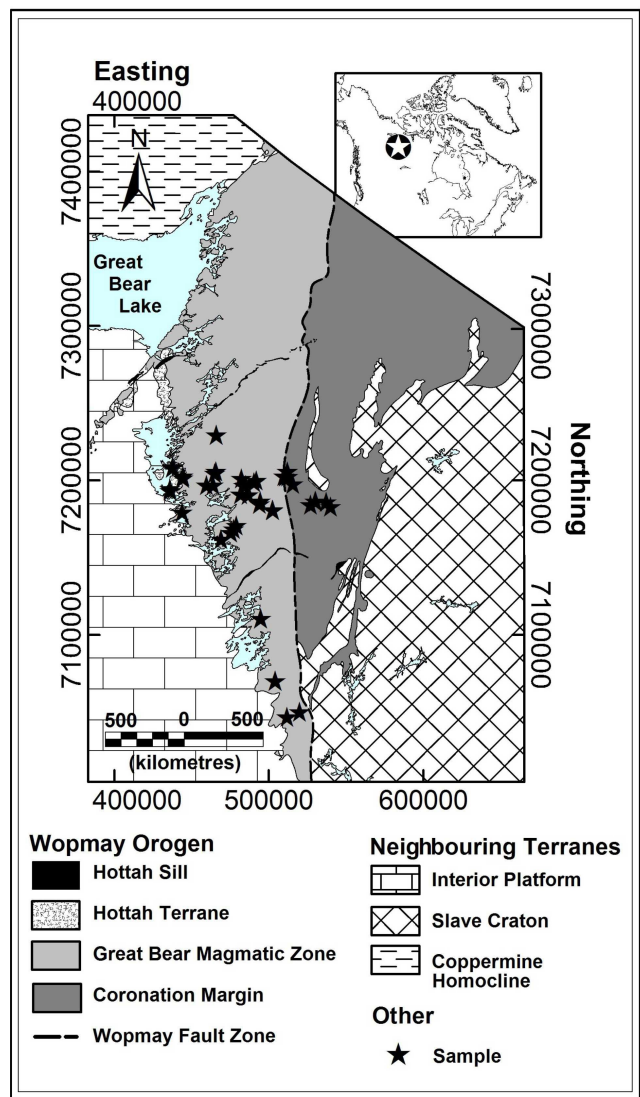 Easting
400000
N
7400000
Great
Bear
Lake
7300000
7300000
7200000
7200000
Northing
7100000
7100000
500 0 500
(kilometres)
400000 500000 600000
Wopmay Orogen
Hottah Sill
Hottah Terrane
Great Bear Magmatic Zone
Coronation Margin
Wopmay Fault Zone
Neighbouring Terranes
Interior Platform
Slave Craton
Coppermine
Homocline
Other
Sample